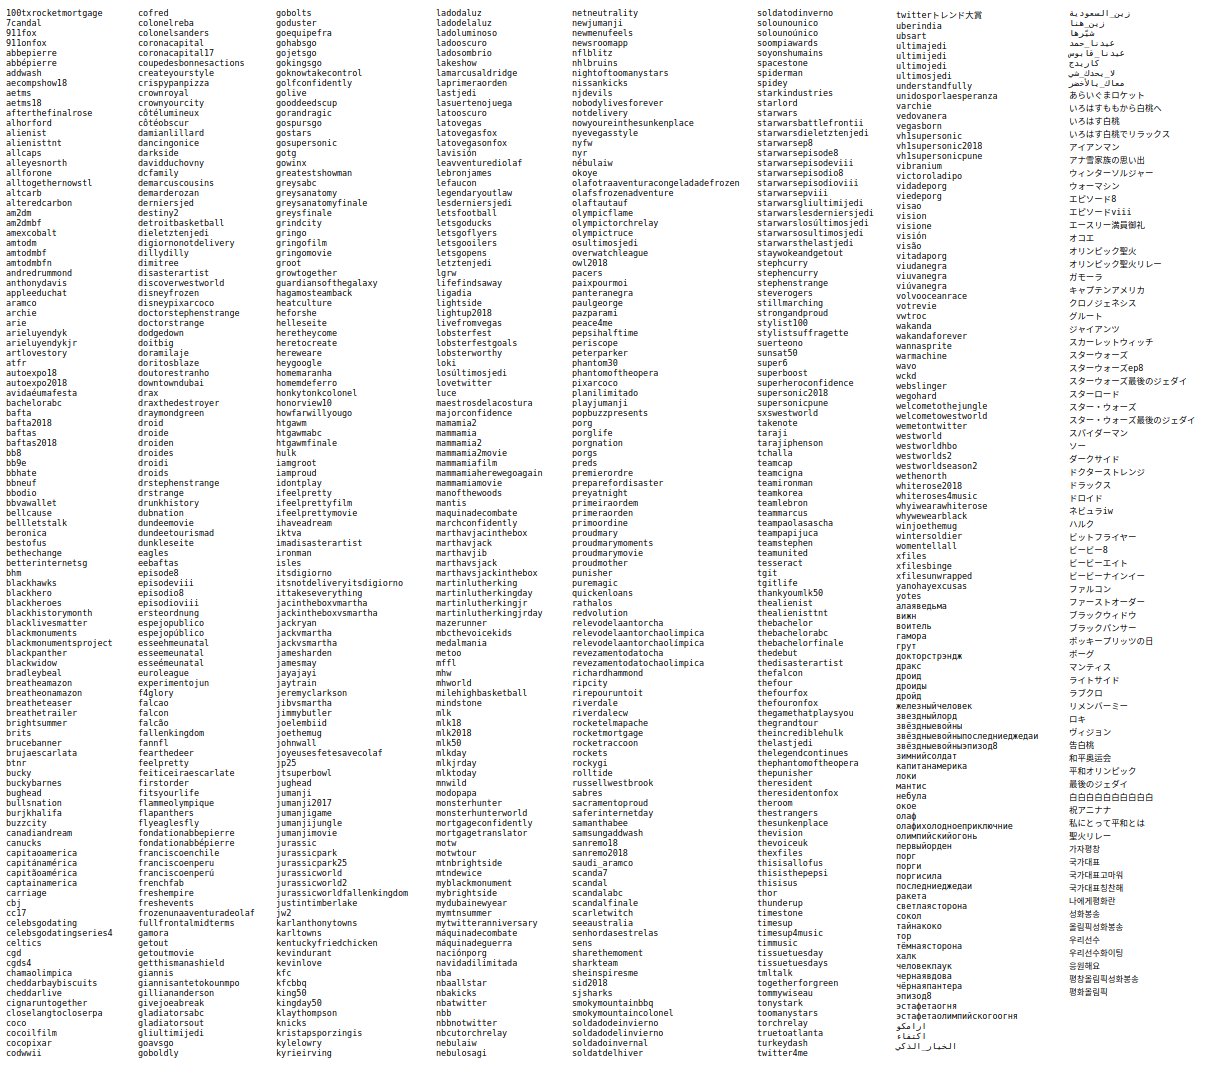 100txrocketmortgage
7candal
911fox
911onfox
abbepierre
abbépierre
addwash
aecompshow18
aetms
aetms18
afterthefinalrose
alhorford
alienist
alienisttnt
allcaps
alleyesnorth
allforone
alltogethernowstl
altcarb
alteredcarbon
am2dm
am2dmbf
amexcobalt
amtodm
amtodmbf
amtodmbfn
andredrummond
anthonydavis
appleeduchat
aramco
archie
arie
arieluyendyk
arieluyendykjr
artlovestory
atfr
autoexpo18
autoexpo2018
avidaéumafesta
bachelorabc
bafta
bafta2018
baftas
baftas2018
bb8
bb9e
bbhate
bbneuf
bbodio
bbvawallet
bellcause
bellletstalk
beronica
bestofus
bethechange
betterinternetsg
bhm
blackhawks
blackhero
blackheroes
blackhistorymonth
blacklivesmatter
blackmonuments
blackmonumentsproject
blackpanther
blackwidow
bradleybeal
breatheamazon
breatheonamazon
breatheteaser
breathetrailer
brightsummer
brits
brucebanner
brujaescarlata
btnr
bucky
buckybarnes
bughead
bullsnation
burjkhalifa
buzzcity
canadiandream
canucks
capitaoamerica
capitánamérica
capitãoamérica
captainamerica
carriage
cbj
cc17
celebsgodating
celebsgodatingseries4
celtics
cgd
cgds4
chamaolimpica
cheddarbaybiscuits
cheddarlive
cignaruntogether
closelangtocloserpa
coco
cocoilfilm
cocopixar
codwwii
cofred
colonelreba
colonelsanders
coronacapital
coronacapital17
coupedesbonnesactions
createyourstyle
crispypanpizza
crownroyal
crownyourcity
côtélumineux
côtéobscur
damianlillard
dancingonice
darkside
davidduchovny
dcfamily
demarcuscousins
demarderozan
derniersjed
destiny2
detroitbasketball
dieletztenjedi
digiornonotdelivery
dillydilly
dimitree
disasterartist
discoverwestworld
disneyfrozen
disneypixarcoco
doctorstephenstrange
doctorstrange
dodgedown
doitbig
doramilaje
doritosblaze
doutorestranho
downtowndubai
drax
draxthedestroyer
draymondgreen
droid
droide
droiden
droides
droidi
droids
drstephenstrange
drstrange
drunkhistory
dubnation
dundeemovie
dundeetourismad
dunkleseite
eagles
eebaftas
episode8
episodeviii
episodio8
episodioviii
ersteordnung
espejopublico
espejopúblico
esseehmeunatal
esseemeunatal
esseémeunatal
euroleague
experimentojun
f4glory
falcao
falcon
falcão
fallenkingdom
fannfl
fearthedeer
feelpretty
feiticeiraescarlate
firstorder
fitsyourlife
flammeolympique
flapanthers
flyeaglesfly
fondationabbepierre
fondationabbépierre
franciscoenchile
franciscoenperu
franciscoenperú
frenchfab
freshempire
freshevents
frozenunaaventuradeolaf
fullfrontalmidterms
gamora
getout
getoutmovie
getthismanashield
giannis
giannisantetokounmpo
gilliananderson
givejoeabreak
gladiatorsabc
gladiatorsout
gliultimijedi
goavsgo
goboldly
gobolts
goduster
goequipefra
gohabsgo
gojetsgo
gokingsgo
goknowtakecontrol
golfconfidently
golive
gooddeedscup
gorandragic
gospursgo
gostars
gosupersonic
gotg
gowinx
greatestshowman
greysabc
greysanatomy
greysanatomyfinale
greysfinale
grindcity
gringo
gringofilm
gringomovie
groot
growtogether
guardiansofthegalaxy
hagamosteamback
heatculture
heforshe
helleseite
heretheycome
heretocreate
hereware
heygoogle
homemaranha
homemdeferro
honkytonkcolonel
honorview10
howfarwillyougo
htgawm
htgawmabc
htgawmfinale
hulk
iamgroot
iamproud
idontplay
ifeelpretty
ifeelprettyfilm
ifeelprettymovie
ihaveadream
iktva
imadisasterartist
ironman
isles
itsdigiorno
itsnotdeliveryitsdigiorno
ittakeseverything
jacintheboxvmartha
jackintheboxvsmartha
jackryan
jackvmartha
jackvsmartha
jamesharden
jamesmay
jayajayi
jaytrain
jeremyclarkson
jibvsmartha
jimmybutler
joelembiid
joethemug
johnwall
joyeusesfetesavecolaf
jp25
jtsuperbowl
jughead
jumanji
jumanji2017
jumanjigame
jumanjijungle
jumanjimovie
jurassic
jurassicpark
jurassicpark25
jurassicworld
jurassicworld2
jurassicworldfallenkingdom
justintimberlake
jw2
karlanthonytowns
karltowns
kentuckyfriedchicken
kevindurant
kevinlove
kfc
kfcbbq
king50
kingday50
klaythompson
knicks
kristapsporzingis
kylelowry
kyrieirving
ladodaluz
ladodelaluz
ladoluminoso
ladooscuro
ladosombrio
lakeshow
lamarcusaldridge
laprimeraorden
lastjedi
lasuertenojuega
latooscuro
latovegas
latovegasfox
latovegasonfox
lavisión
leavventurediolaf
lebronjames
lefaucon
legendaryoutlaw
lesderniersjedi
letsfootball
letsgoducks
letsgoflyers
letsgooilers
letsgopens
letztenjedi
lgrw
lifefindsaway
ligadia
lightside
lightup2018
livefromvegas
lobsterfest
lobsterfestgoals
lobsterworthy
loki
losúltimosjedi
lovetwitter
luce
maestrosdelacostura
majorconfidence
mamamia2
mammamia
mammamia2
mammamia2movie
mammamiafilm
mammamiaherewegoagain
mammamiamovie
manofthewoods
mantis
maquinadecombate
marchconfidently
marthavjacinthebox
marthavjack
marthavjib
marthavsjack
marthavsjackinthebox
martinlutherking
martinlutherkingday
martinlutherkingjr
martinlutherkingjrday
mazerunner
mbcthevoicekids
medalmania
metoo
mffl
mhw
mhworld
milehighbasketball
mindstone
mlk
mlk18
mlk2018
mlk50
mlkday
mlkjrday
mlktoday
mnwild
modopapa
monsterhunter
monsterhunterworld
mortgageconfidently
mortgagetranslator
motw
motwtour
mtnbrightside
mtndewice
myblackmonument
mybrightside
mydubainewyear
mymtnsummer
mytwitteranniversary
máquinadecombate
máquinadeguerra
naciónporg
navidadilimitada
nba
nbaallstar
nbakicks
nbatwitter
nbb
nbbnotwitter
nbcutorchrelay
nebulaiw
nebulosagi
netneutrality
newjumanji
newmenufeels
newsroomapp
nflblitz
nhlbruins
nightoftoomanystars
nissankicks
njdevils
nobodylivesforever
notdelivery
nowyoureinthesunkenplace
nyevegasstyle
nyfw
nyr
nébulaiw
okoye
olafotraaventuracongeladadefrozen
olafsfrozenadventure
olaftautauf
olympicflame
olympictorchrelay
olympictruce
osultimosjedi
overwatchleague
owl2018
pacers
paixpourmoi
panteranegra
paulgeorge
pazparami
peace4me
pepsihalftime
periscope
peterparker
phantom30
phantomoftheopera
pixarcoco
planilimitado
playjumanji
popbuzzpresents
porg
porglife
porgnation
porgs
preds
premierordre
preparefordisaster
preyatnight
primeiraordem
primeraorden
primoordine
proudmary
proudmarymoments
proudmarymovie
proudmother
punisher
puremagic
quickenloans
rathalos
redvolution
relevodelaantorcha
relevodelaantorchaolimpica
relevodelaantorchaolímpica
revezamentodatocha
revezamentodatochaolimpica
richardhammond
ripcity
rirepouruntoit
riverdale
riverdalecw
rocketelmapache
rocketmortgage
rocketraccoon
rockets
rockygi
rolltide
russellwestbrook
sabres
sacramentoproud
saferinternetday
samanthabee
samsungaddwash
sanremo18
sanremo2018
saudi_aramco
scanda7
scandal
scandalabc
scandalfinale
scarletwitch
seeaustralia
senhordasestrelas
sens
sharethemoment
sharkteam
sheinspiresme
sid2018
sjsharks
smokymountainbbq
smokymountaincolonel
soldadodeinvierno
soldadodelinvierno
soldadoinvernal
soldatdelhiver
soldatodinverno
solounounico
solounoúnico
soompiawards
soyonshumains
spacestone
spiderman
spidey
starkindustries
starlord
starwars
starwarsbattlefrontii
starwarsdieletztenjedi
starwarsep8
starwarsepisode8
starwarsepisodeviii
starwarsepisodio8
starwarsepisodioviii
starwarsepviii
starwarsgliultimijedi
starwarslesderniersjedi
starwarslosúltimosjedi
starwarsosultimosjedi
starwarsthelastjedi
staywokeandgetout
stephcurry
stephencurry
stephenstrange
steverogers
stillmarching
strongandproud
stylist100
stylistsuffragette
suerteono
sunsat50
super6
superboost
superheroconfidence
supersonic2018
supersonicpune
sxswestworld
takenote
taraji
tarajiphenson
tchalla
teamcap
teamcigna
teamironman
teamkorea
teamlebron
teammarcus
teampaolasascha
teampapijuca
teamstephen
teamunited
tesseract
tgit
tgitlife
thankyoumlk50
thealienist
thealienisttnt
thebachelor
thebachelorabc
thebachelorfinale
thedebut
thedisasterartist
thefalcon
thefour
thefourfox
thefouronfox
thegamethatplaysyou
thegrandtour
theincrediblehulk
thelastjedi
thelegendcontinues
thephantomoftheopera
thepunisher
theresident
theresidentonfox
theroom
thestrangers
thesunkenplace
thevision
thevoiceuk
thexfiles
thisisallofus
thisisthepepsi
thisisus
thor
thunderup
timestone
timesup
timesup4music
timmusic
tissuetuesday
tissuetuesdays
tmltalk
togetherforgreen
tommywiseau
tonystark
toomanystars
torchrelay
truetoatlanta
turkeydash
twitter4me
twitterトレンド大賞
uberindia
ubsart
ultimajedi
ultimijedi
ultimojedi
ultimosjedi
understandfully
unidosporlaesperanza
varchie
vedovanera
vegasborn
vh1supersonic
vh1supersonic2018
vh1supersonicpune
vibranium
victoroladipo
vidadeporg
viedeporg
visao
vision
visione
visión
visão
vitadaporg
viudanegra
viuvanegra
viúvanegra
volvooceanrace
votrevie
vwtroc
wakanda
wakandaforever
wannasprite
warmachine
wavo
wckd
webslinger
wegohard
welcometothejungle
welcometowestworld
wemetontwitter
westworld
westworldhbo
westworlds2
westworldseason2
wethenorth
whiterose2018
whiteroses4music
whyiwearawhiterose
whywewearblack
winjoethemug
wintersoldier
womentellall
xfiles
xfilesbinge
xfilesunwrapped
yanohayexcusas
yotes
алаяведьма
вижн
воитель
гамора
грут
докторстрэндж
дракс
дроид
дроиды
дройд
железныйчеловек
звездныйлорд
звёздныевойны
звёздныевойныпоследниеджедаи
звёздныевойныэпизод8
зимнийсолдат
капитанамерика
локи
мантис
небула
окое
олаф
олафихолодноеприключние
олимпийскийогонь
первыйорден
порг
порги
поргисила
последниеджедаи
ракета
светлаясторона
сокол
тайнакоко
тор
тёмнаясторона
халк
человекпаук
чернаявдова
чёрнаяпантера
эпизод8
эстафетаогня
эстафетаолимпийскогоогня
ارامكو
اكتفاء
الخيار_الذكي
زين_السعودية
زين_هنا
شيّرها
عيدنا_حمد
عيدنا_قابوس
كاريدج
لا_يحدك_شي
معاك_يالأخضر
あらいぐまロケット
いろはすももから白桃へ
いろはす白桃
いろはす白桃でリラックス
アイアンマン
アナ雪家族の思い出
ウィンターソルジャー
ウォーマシン
エピソード8
エピソードviii
エースリー満員御礼
オコエ
オリンピック聖火
オリンピック聖火リレー
ガモーラ
キャプテンアメリカ
クロノジェネシス
グルート
ジャイアンツ
スカーレットウィッチ
スターウォーズ
スターウォーズep8
スターウォーズ最後のジェダイ
スターロード
スター・ウォーズ
スター・ウォーズ最後のジェダイ
スパイダーマン
ソー
ダークサイド
ドクターストレンジ
ドラックス
ドロイド
ネビュラiw
ハルク
ビットフライヤー
ビービー8
ビービーエイト
ビービーナインイー
ファルコン
ファーストオーダー
ブラックウィドウ
ブラックパンサー
ポッキープリッツの日
ポーグ
マンティス
ライトサイド
ラブクロ
リメンバーミー
ロキ
ヴィジョン
告白桃
和平奥运会
平和オリンピック
最後のジェダイ
白白白白白白白白白白
祝アニナナ
私にとって平和とは
聖火リレー
가자평창
국가대표
국가대표고마워
국가대표칭찬해
나에게평화란
성화봉송
올림픽성화봉송
우리선수
우리선수화이팅
응원해요
평창올림픽성화봉송
평화올림픽